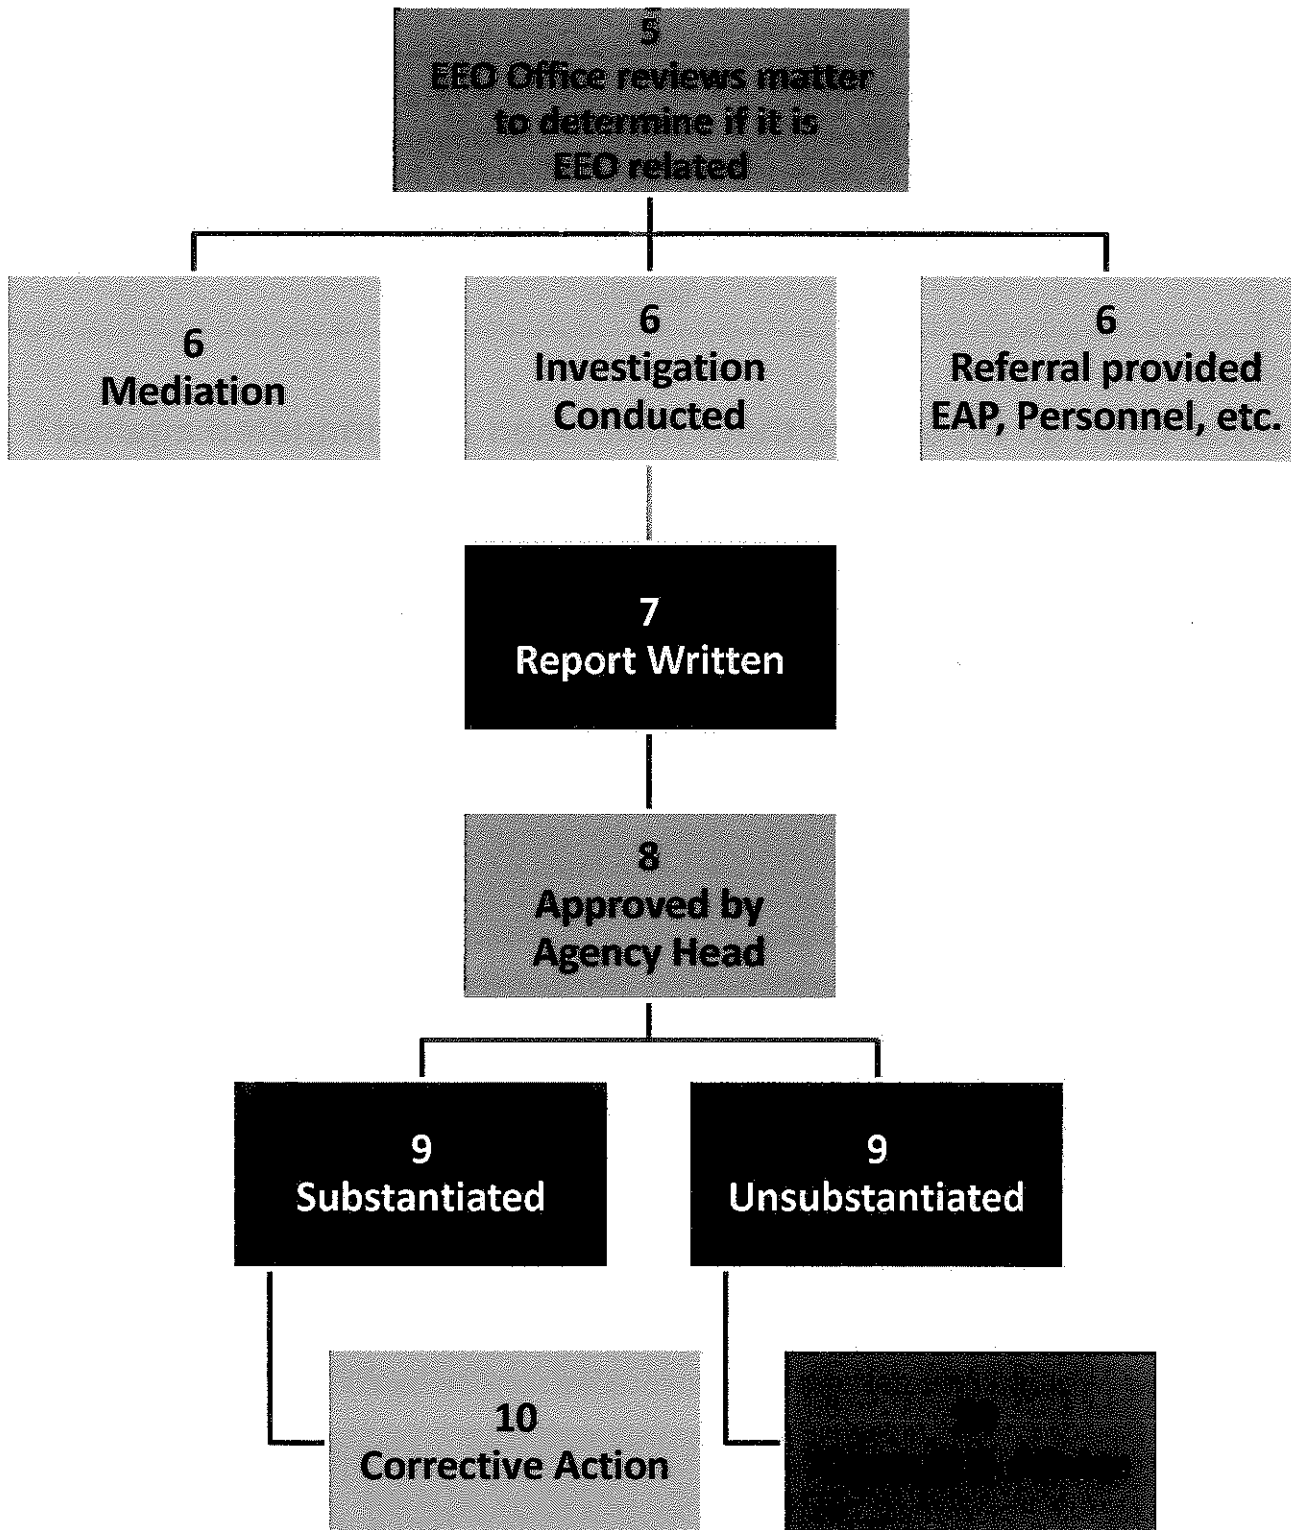 5
EEO Office reviews matter
to determine if it is
EEO related
6
Mediation
6
Investigation
Conducted
6
Referral provided
EAP, Personnel, etc.
7
Report Written
8
Approved by
Agency Head
9
Substantiated
9
Unsubstantiated
10
Corrective Action